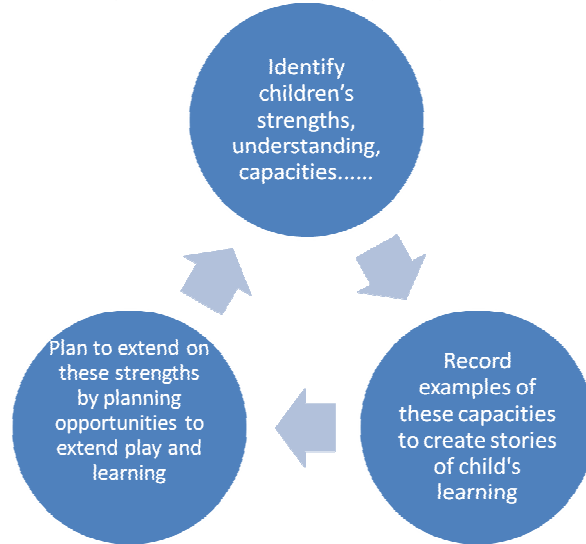 Identify
children’s
strengths,
understanding,
capacities......
Record
examples of
these capacities
to create stories
of child's
learning
Plan to extend on
these strengths
by planning
opportunities to
extend play and
learning